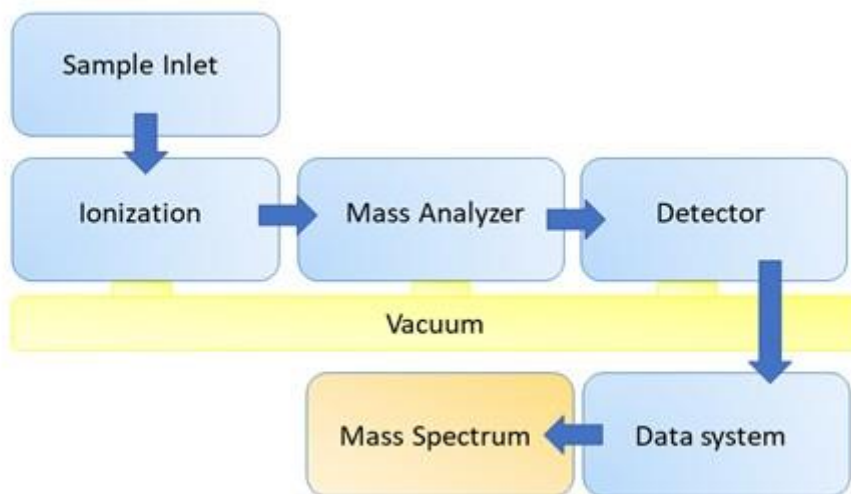 Sample Inlet
Ionization
Mass Analyzer
Detector
Vacuum
Mass Spectrum
Data system